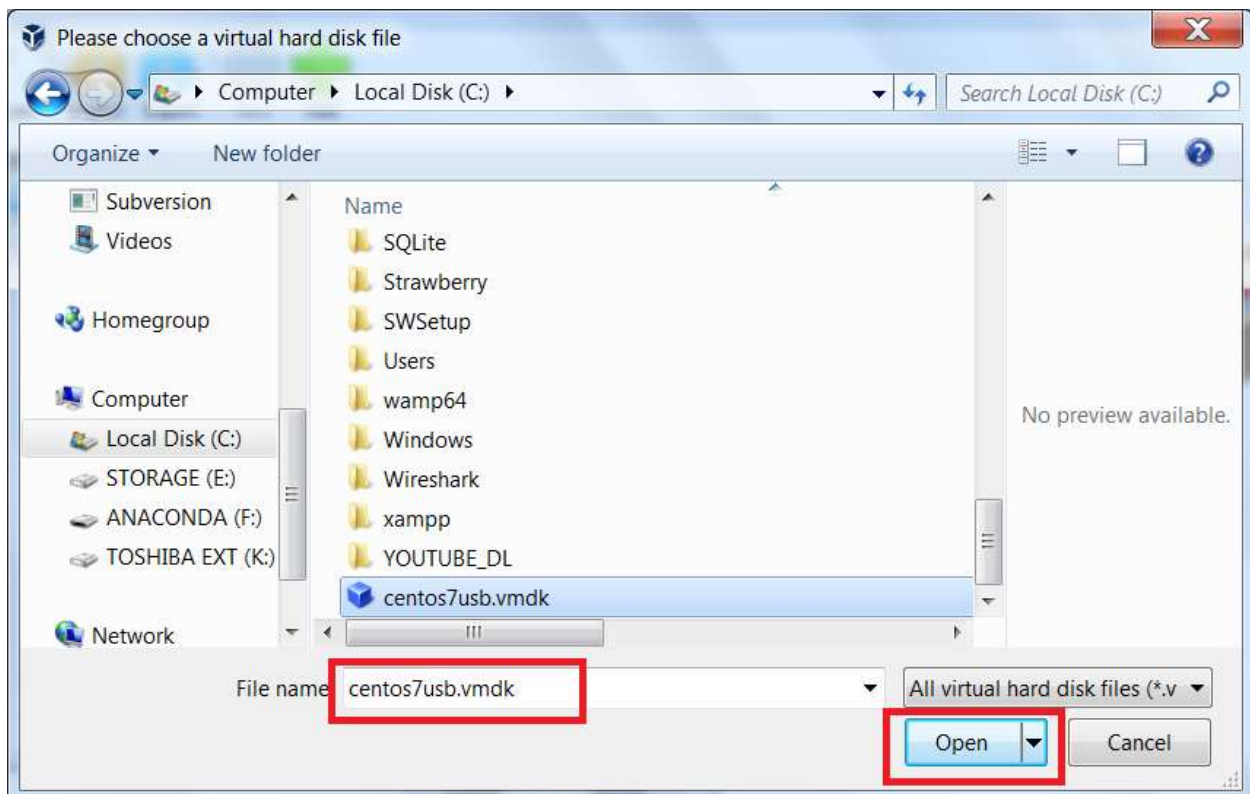 Please choose a virtual hard disk file
Computer Local Disk (C:)
Search Local Disk (C:)
Organize
New folder
Subversion
Videos
Homegroup
Computer
Local Disk (C:)
STORAGE (E:)
ANACONDA (F:)
TOSHIBA EXT (K:)
Network
Name
SQLite
Strawberry
SWSetup
Users
wamp64
Windows
Wireshark
xampp
YOUTUBE_DL
centos7usb.vmdk
No preview available.
File name
centos7usb.vmdk
All virtual hard disk files (*.v
Open
Cancel